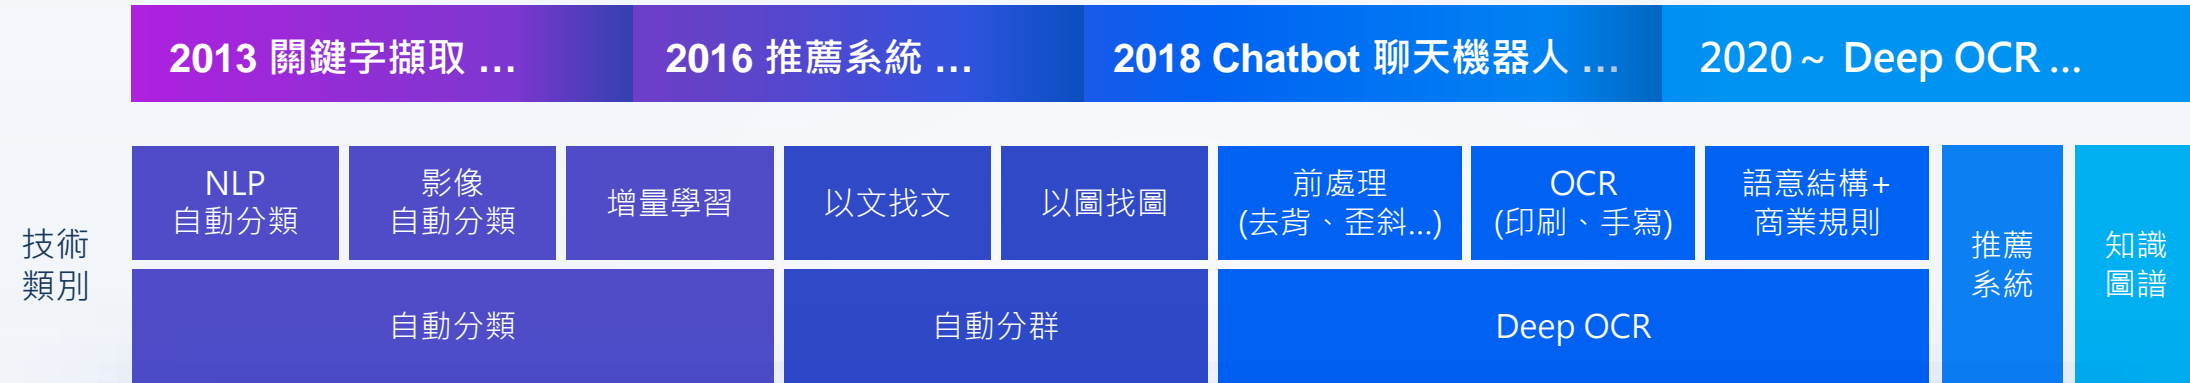 2013 關鍵字擷取 ...
2016 推薦系統 ...
2018 Chatbot 聊天機器人 ...
2020 ~ Deep OCR ...
技術
類別
NLP
自動分類
影像
自動分類
增量學習
以文找文
以圖找圖
前處理
(去背、歪斜...)
OCR
(印刷、手寫)
語意結構+
商業規則
自動分類
自動分群
Deep OCR
推薦
系統
知識
圖譜